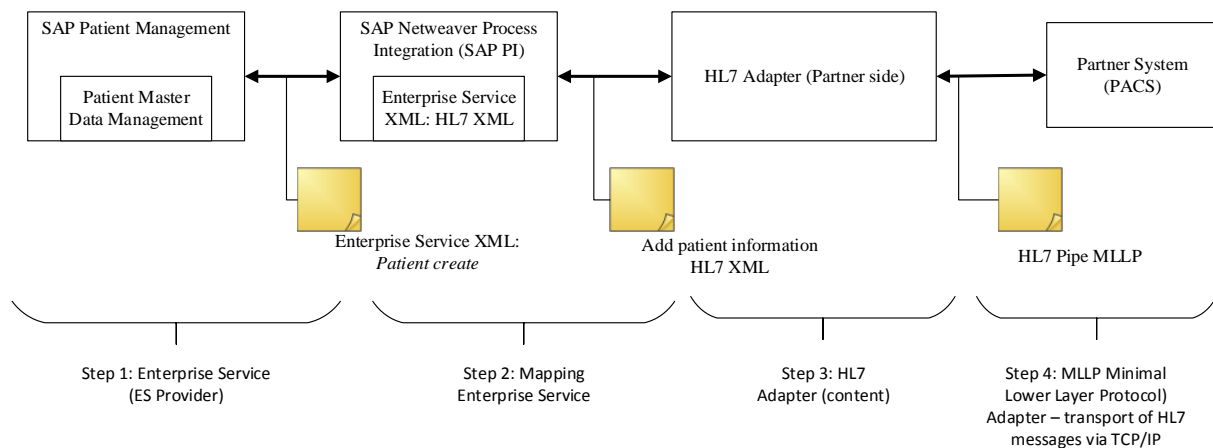 SAP Patient Management
Patient Master
Data Management
SAP Netweaver Process
Integration (SAP PI)
Enterprise Service
XML: HL7 XML
HL7 Adapter (Partner side)
Partner System
(PACS)
Enterprise Service XML:
Patient create
Add patient information
HL7 XML
HL7 Pipe MLLP
Step 1: Enterprise Service
(ES Provider)
Step 2: Mapping
Enterprise Service
Step 3: HL7
Adapter (content)
Step 4: MLLP Minimal
Lower Layer Protocol)
Adapter – transport of HL7
messages via TCP/IP